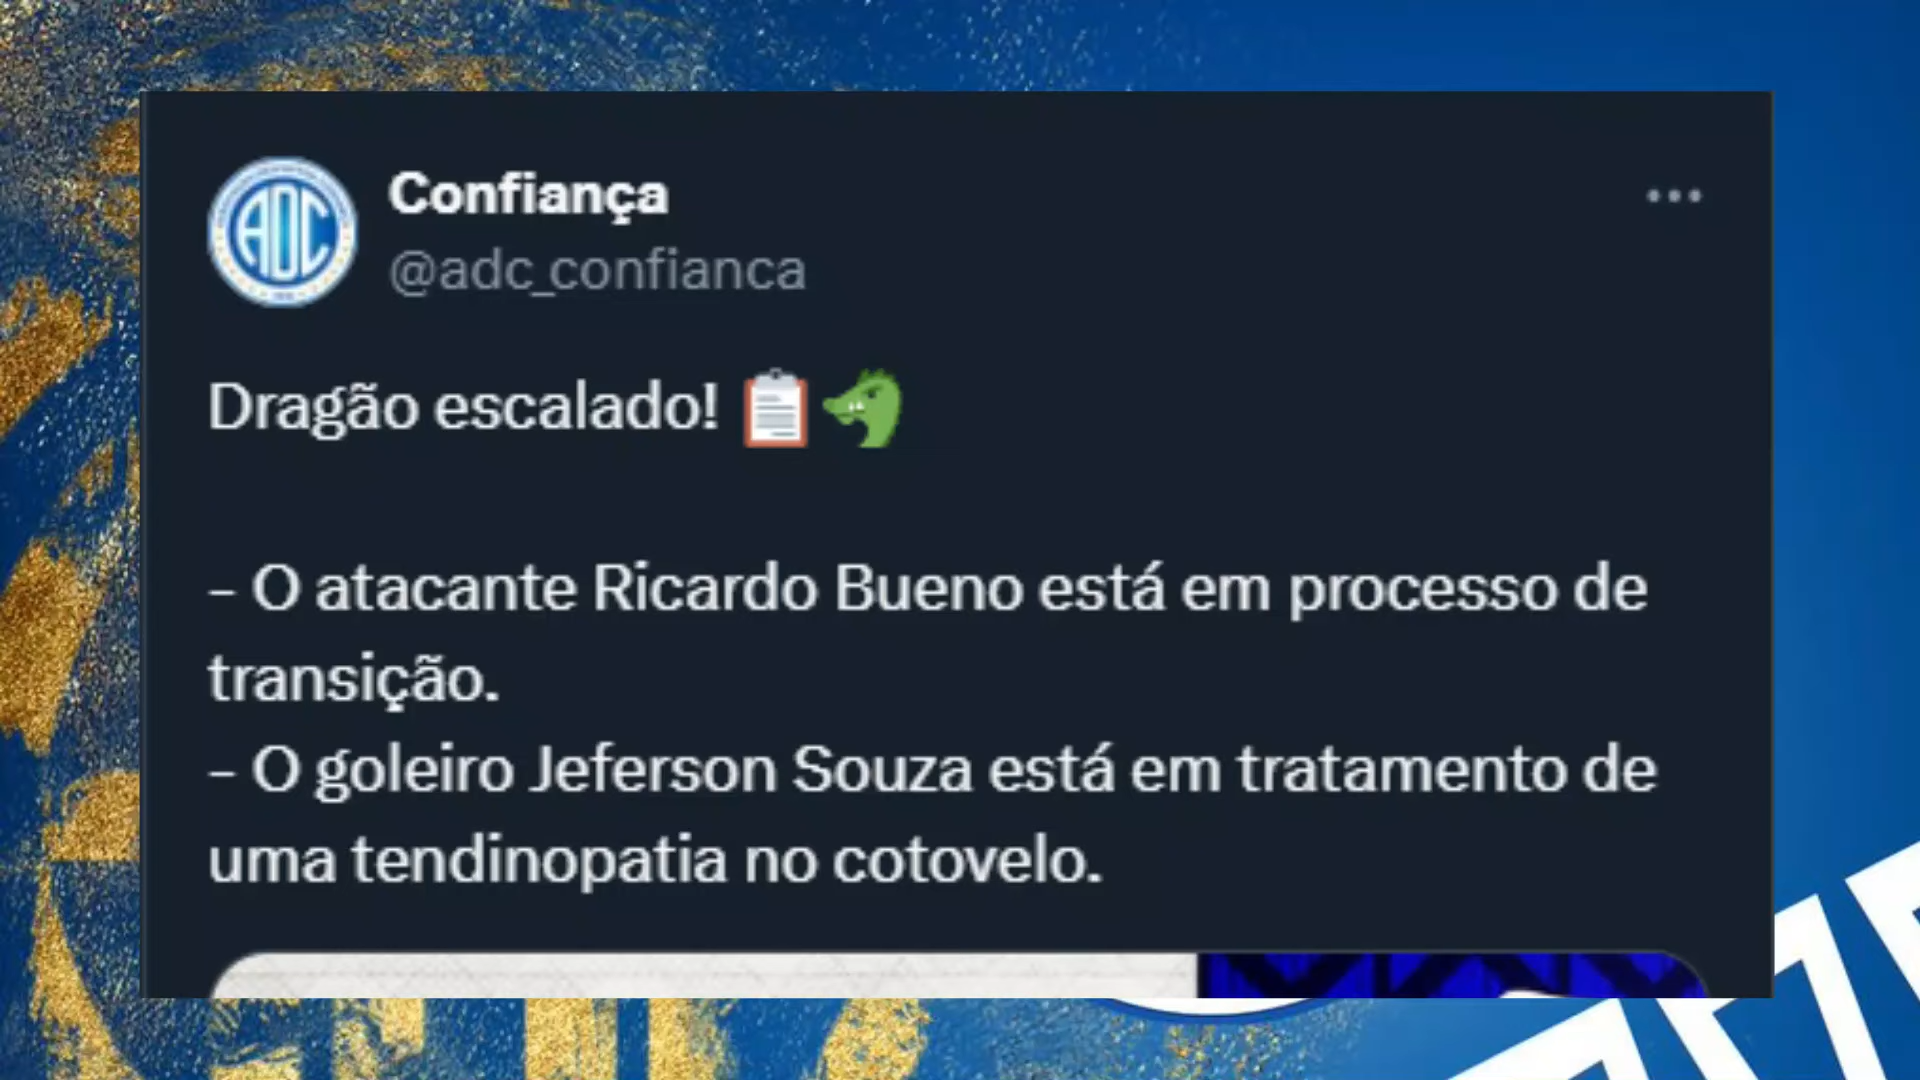 ADC
Confiança
@adc_confianca
Dragão escalado! 📋🐲
– O atacante Ricardo Bueno está em processo de
transição.
– O goleiro Jeferson Souza está em tratamento de
uma tendinopatia no cotovelo.